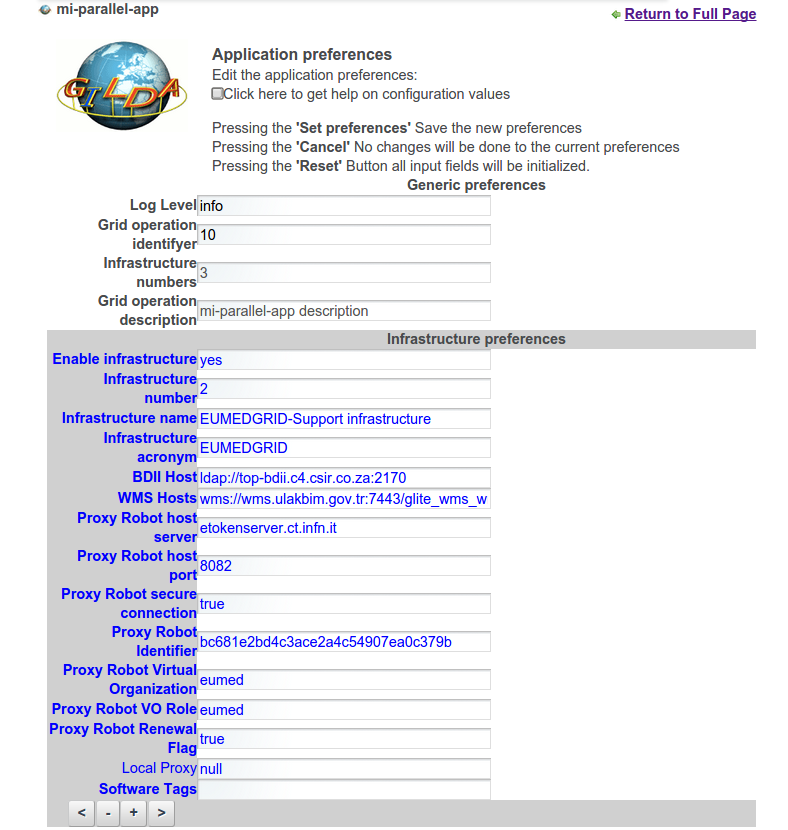 mi-parallel-app
Return to Full Page
GILDA
Application preferences
Edit the application preferences:
Click here to get help on configuration values
Pressing the 'Set preferences' Save the new preferences
Pressing the 'Cancel' No changes will be done to the current preferences
Pressing the 'Reset' Button all input fields will be initialized.
Generic preferences
Log Level info
Grid operation
identifyer 10
Infrastructure
numbers 3
Grid operation
description mi-parallel-app description
Infrastructure preferences
Enable infrastructure yes
Infrastructure
number 2
Infrastructure name EUMEDGRID-Support infrastructure
Infrastructure
acronym EUMEDGRID
BDII Host ldap://top-bdii.c4.csir.co.za:2170
WMS Hosts wms://wms.ulakbim.gov.tr:7443/glite_wms_w
Proxy Robot host
server etokenserver.ct.infn.it
Proxy Robot host
port 8082
Proxy Robot secure
connection true
Proxy Robot
Identifier bc681e2bd4c3ace2a4c54907ea0c379b
Proxy Robot Virtual
Organization eumed
Proxy Robot VO Role eumed
Proxy Robot Renewal
Flag true
Local Proxy null
Software Tags
< - + >